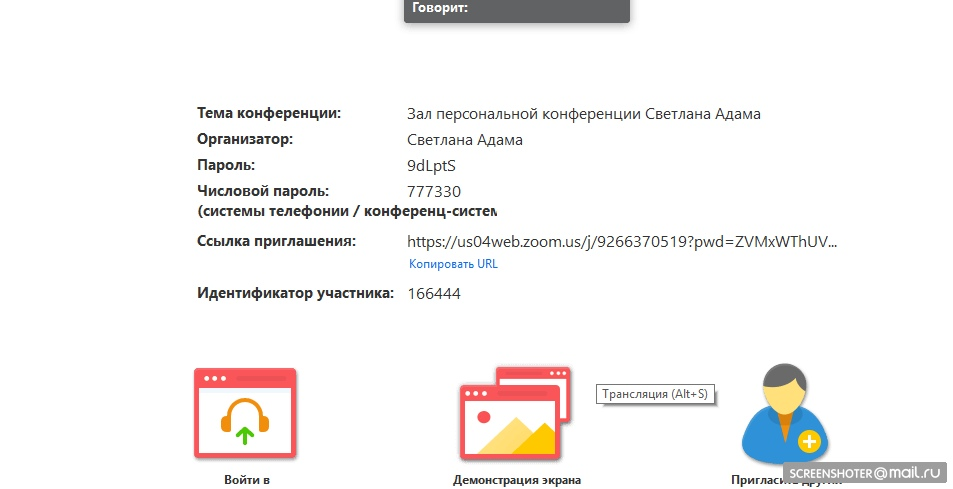 Говорит:
Тема конференции: Зал персональной конференции Светлана Адама
Организатор: Светлана Адама
Пароль: 9dLptS
Числовой пароль: 777330
(системы телефонии / конференц-систем
Ссылка приглашения: https://us04web.zoom.us/j/9266370519?pwd=ZVMxWThUV...
Копировать URL
Идентификатор участника: 166444
Трансляция (Alt+S)
Войти в
Демонстрация экрана
SCREENSHOTER@mail.ru